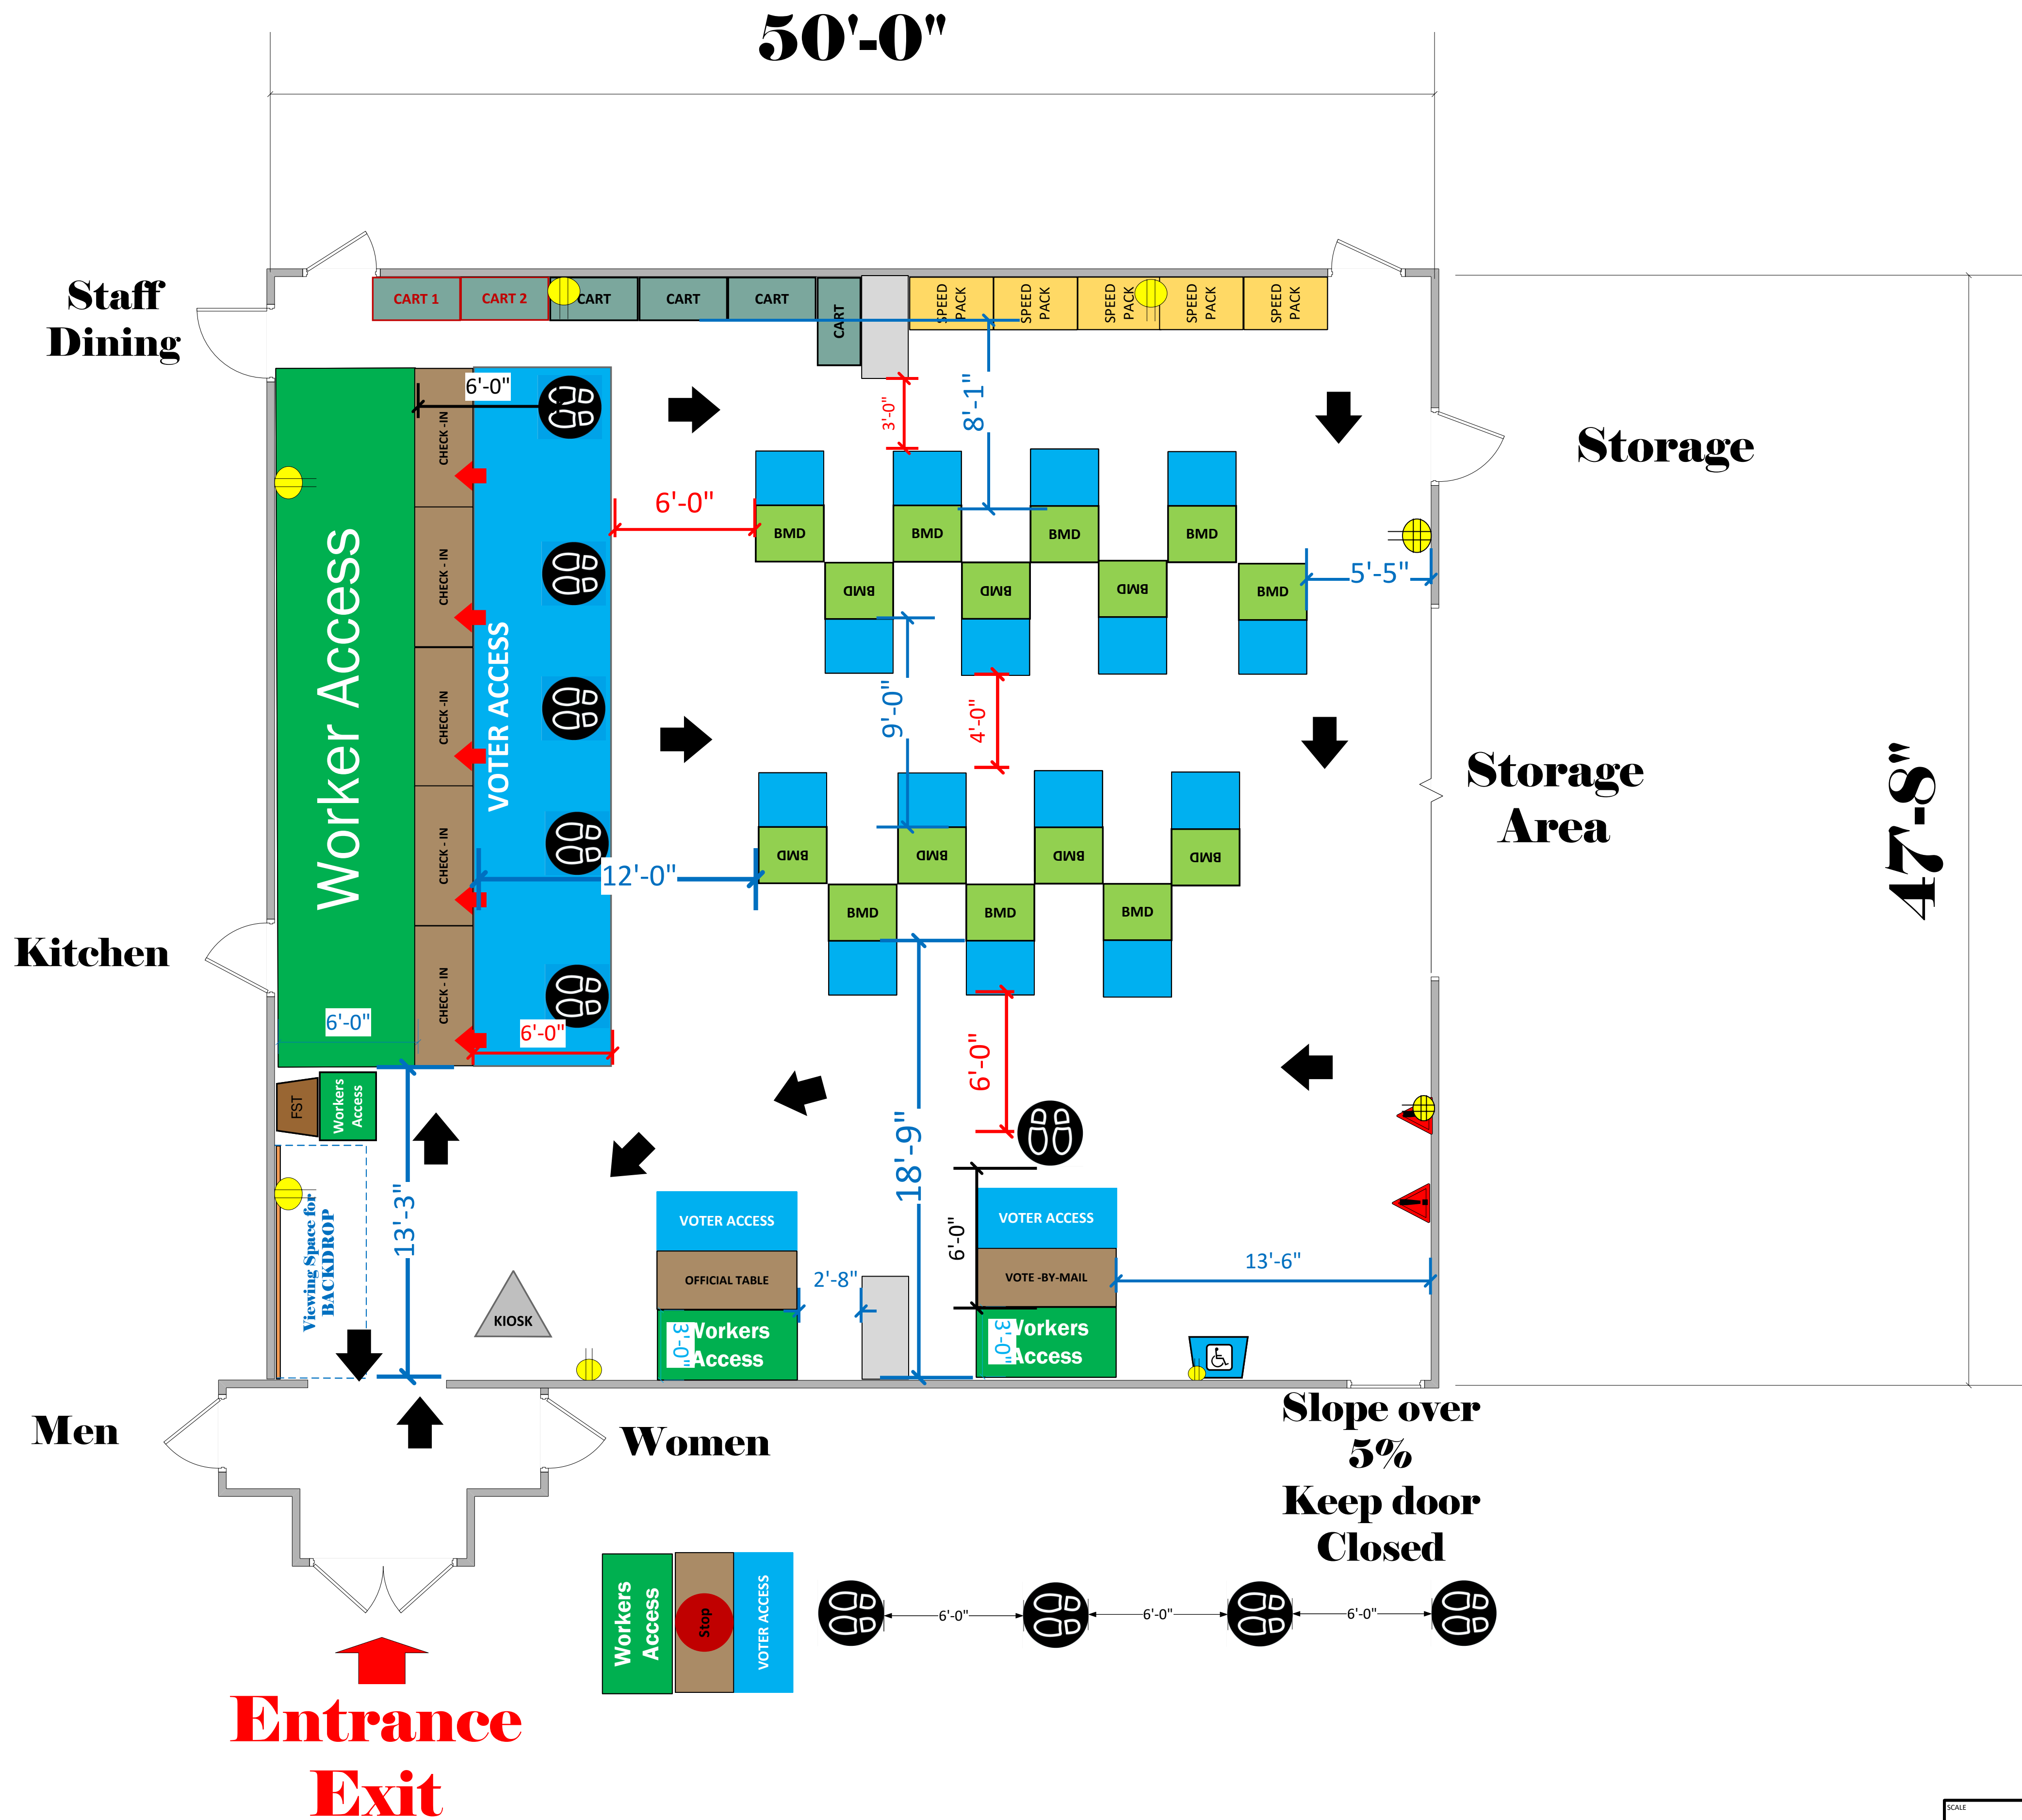 50'-0"
Staff
Dining
CART 1
CART 2
CART
CART
CART
CART
SPEED
PACK
SPEED
PACK
SPEED
PACK
SPEED
PACK
SPEED
PACK
6'-0"
3'-0"
8'-1"
Storage
CHECK -IN
CHECK - IN
CHECK -IN
CHECK - IN
CHECK - IN
Worker Access
VOTER ACCESS
6'-0"
BMD
BMD
BMD
BMD
BMD
BMD
BMD
BMD
5'-5"
9'-0"
4'-0"
Storage
Area
47'-8"
12'-0"
BMD
BMD
BMD
BMD
BMD
BMD
BMD
Kitchen
6'-0"
6'-0"
6'-0"
FST
Workers
Access
13'-3"
18'-9"
Viewing Space for
BACKDROP
VOTER ACCESS
OFFICIAL TABLE
Workers
Access
3'-0"
2'-8"
6'-0"
VOTER ACCESS
VOTE -BY-MAIL
Workers
Access
3'-0"
13'-6"
KIOSK
Men
Women
Slope over
5%
Keep door
Closed
Workers
Access
Stop
VOTER ACCESS
6'-0"
6'-0"
6'-0"
Entrance
Exit
SCALE